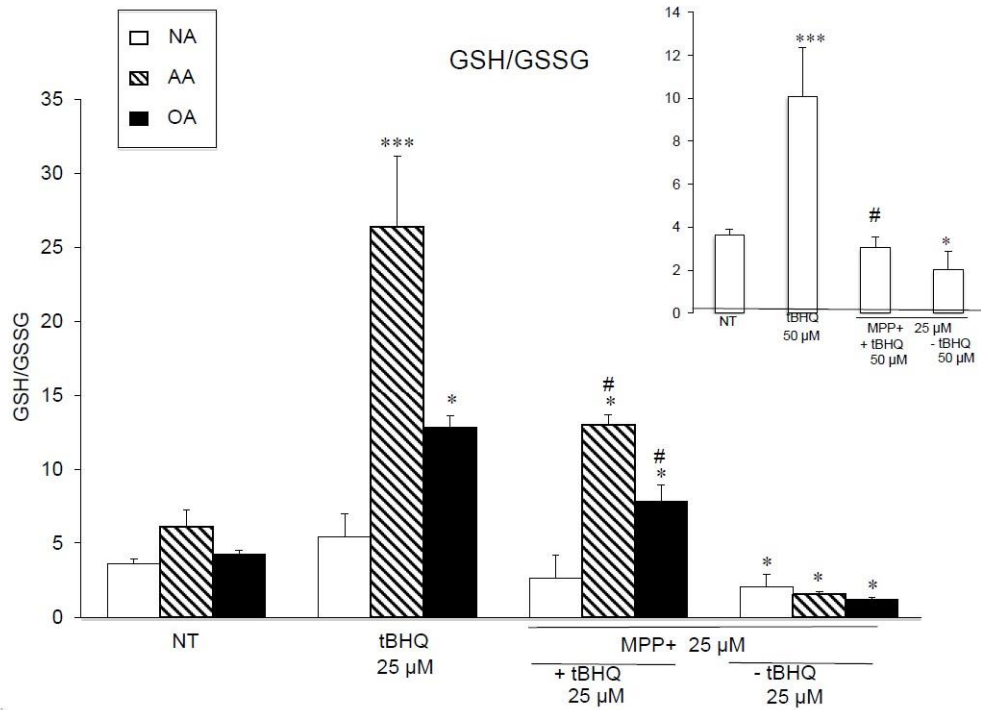 NA
AA
OA
GSH/GSSG
35
30
25
20
15
10
5
0
GSH/GSSG
***
*
#
*
#
*
*
*
*
NT
tBHQ
25 µM
MPP+ 25 µM
+ tBHQ
25 µM
- tBHQ
25 µM
14
12
10
8
6
4
2
0
***
#
*
NT
tBHQ
50 µM
MPP+ 25 µM
+ tBHQ - tBHQ
50 µM 50 µM